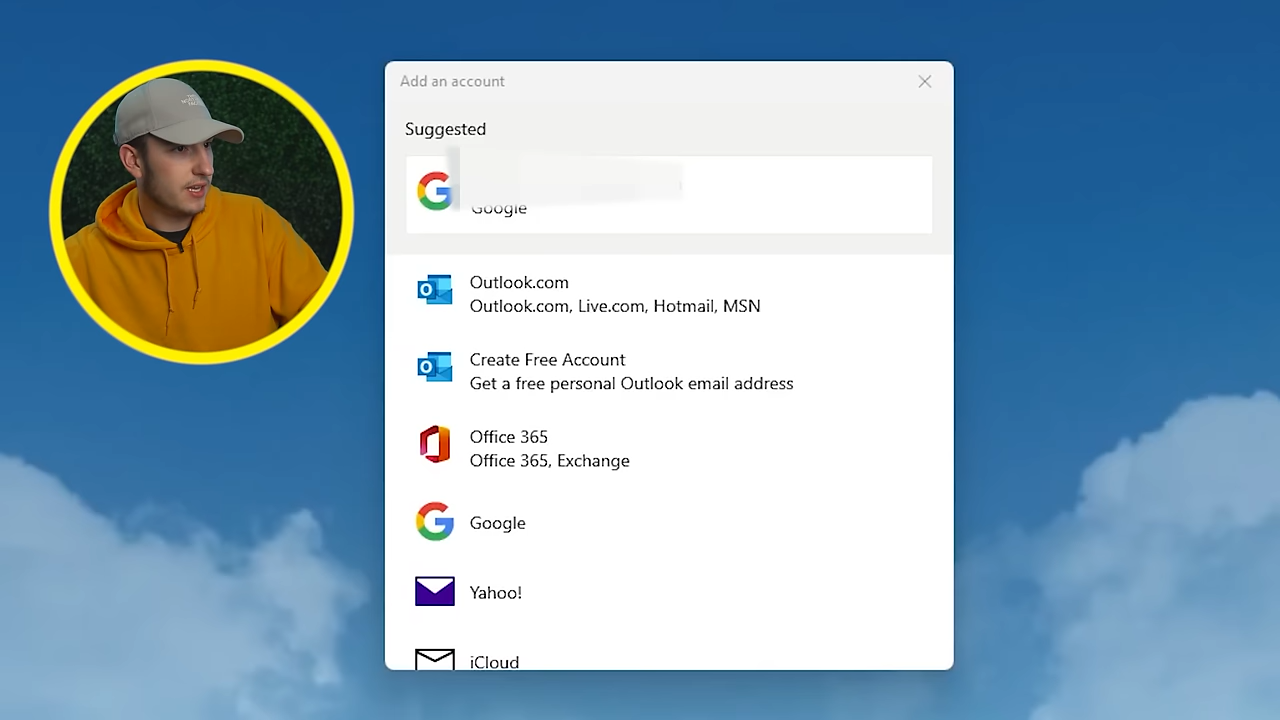 Add an account
Suggested
Google
Outlook.com
Outlook.com, Live.com, Hotmail, MSN
Create Free Account
Get a free personal Outlook email address
Office 365
Office 365, Exchange
Google
Yahoo!
iCloud